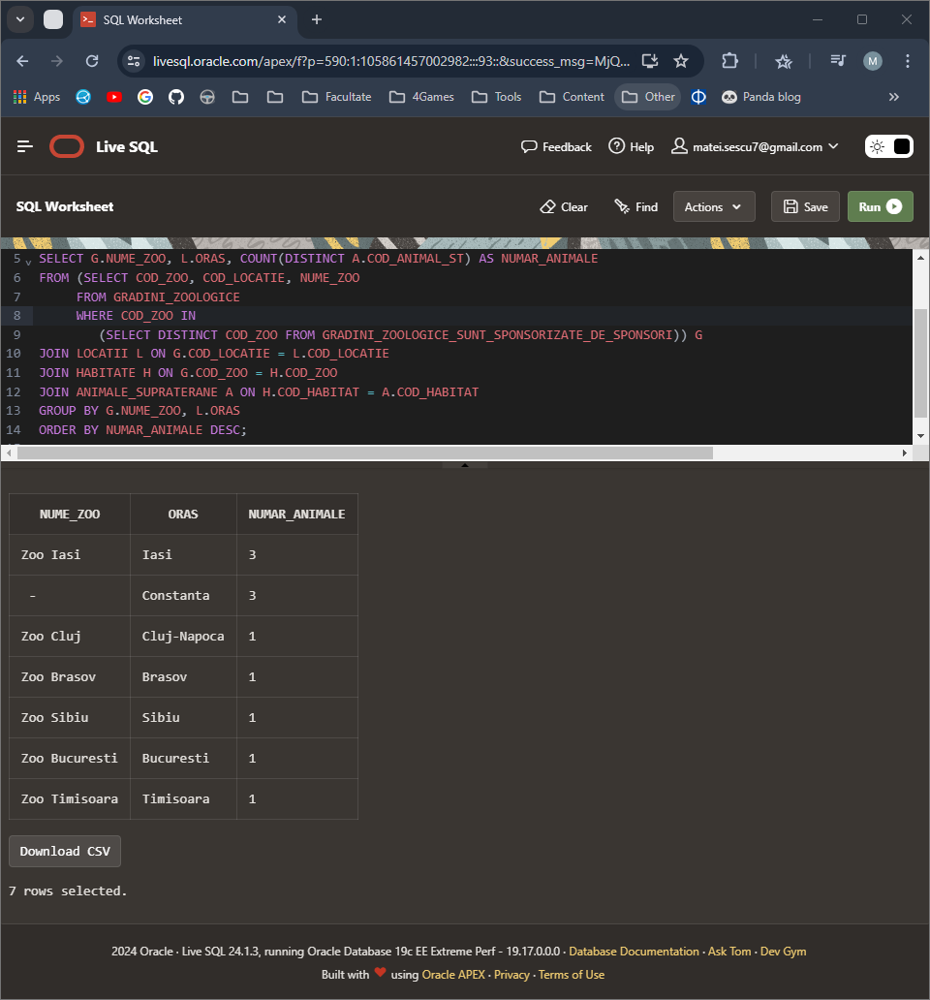 SQL Worksheet
livesql.oracle.com/apex/f?p=590:1:105861457002982:::93::&success_msg=MjQ...
M
Apps
Facultate
4Games
Tools
Content
Other
Panda blog
Live SQL
Feedback
Help
matei.sescu7@gmail.com
SQL Worksheet
Clear
Find
Actions
Save
Run
5 SELECT G.NUME_ZOO, L.ORAS, COUNT(DISTINCT A.COD_ANIMAL_ST) AS NUMAR_ANIMALE
6 FROM (SELECT COD_ZOO, COD_LOCATIE, NUME_ZOO
7 FROM GRADINI_ZOOLOGICE
8 WHERE COD_ZOO IN
9 (SELECT DISTINCT COD_ZOO FROM GRADINI_ZOOLOGICE_SUNT_SPONSORIZATE_DE_SPONSORI)) G
10 JOIN LOCATII L ON G.COD_LOCATIE = L.COD_LOCATIE
11 JOIN HABITATE H ON G.COD_ZOO = H.COD_ZOO
12 JOIN ANIMALE_SUPRATERANE A ON H.COD_HABITAT = A.COD_HABITAT
13 GROUP BY G.NUME_ZOO, L.ORAS
14 ORDER BY NUMAR_ANIMALE DESC;
NUME_ZOO ORAS NUMAR_ANIMALE
Zoo Iasi Iasi 3
- Constanta 3
Zoo Cluj Cluj-Napoca 1
Zoo Brasov Brasov 1
Zoo Sibiu Sibiu 1
Zoo Bucuresti Bucuresti 1
Zoo Timisoara Timisoara 1
Download CSV
7 rows selected.
2024 Oracle · Live SQL 24.1.3, running Oracle Database 19c EE Extreme Perf - 19.17.0.0.0 · Database Documentation · Ask Tom · Dev Gym
Built with ❤ using Oracle APEX · Privacy · Terms of Use